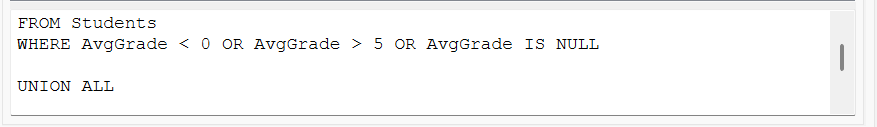 FROM Students
WHERE AvgGrade < 0 OR AvgGrade > 5 OR AvgGrade IS NULL
UNION ALL